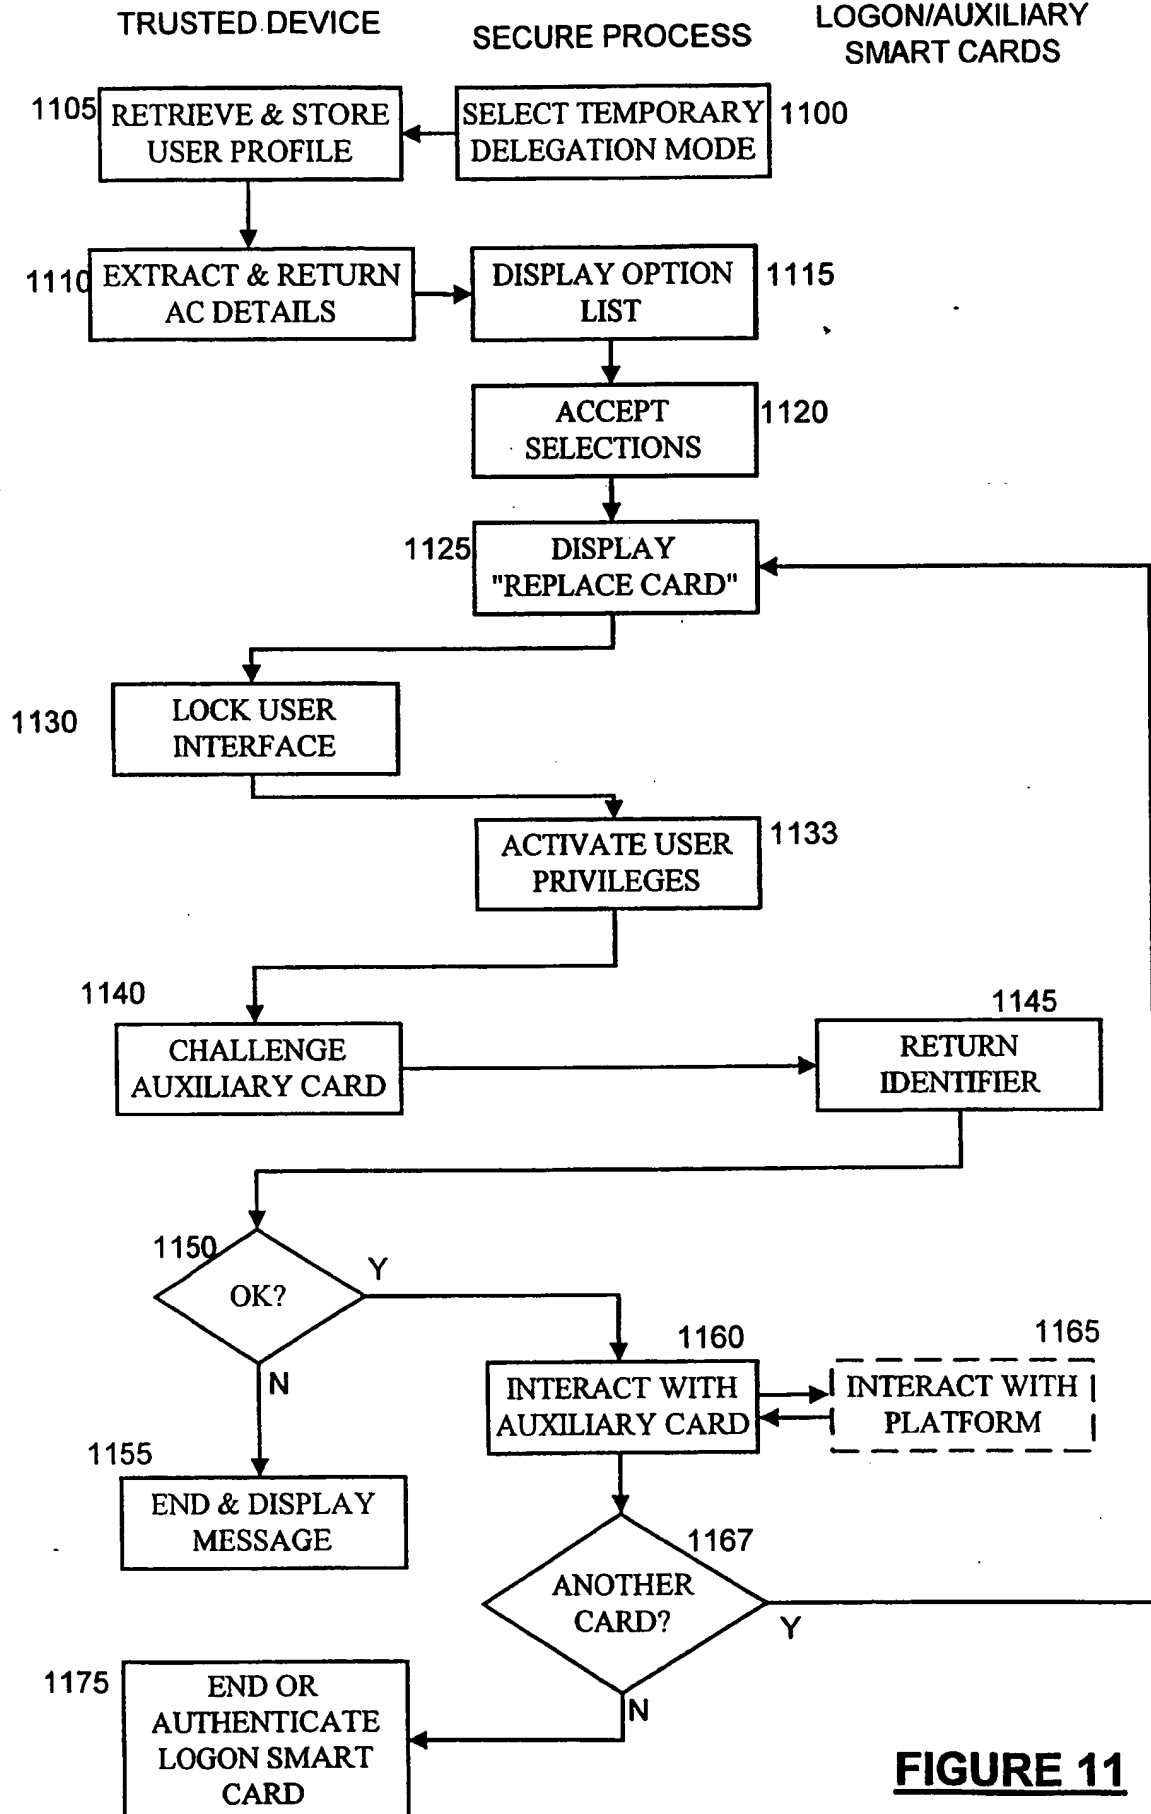 TRUSTED DEVICE
SECURE PROCESS
LOGON/AUXILIARY
SMART CARDS
1105
RETRIEVE & STORE
USER PROFILE
SELECT TEMPORARY
DELEGATION MODE
1100
1110
EXTRACT & RETURN
AC DETAILS
DISPLAY OPTION
LIST
1115
ACCEPT
SELECTIONS
1120
1125
DISPLAY
"REPLACE CARD"
1130
LOCK USER
INTERFACE
ACTIVATE USER
PRIVILEGES
1133
1140
CHALLENGE
AUXILIARY CARD
1145
RETURN
IDENTIFIER
1150
OK?
Y
N
1160
INTERACT WITH
AUXILIARY CARD
1165
INTERACT WITH
PLATFORM
1155
END & DISPLAY
MESSAGE
1167
ANOTHER
CARD?
Y
N
1175
END OR
AUTHENTICATE
LOGON SMART
CARD
FIGURE 11